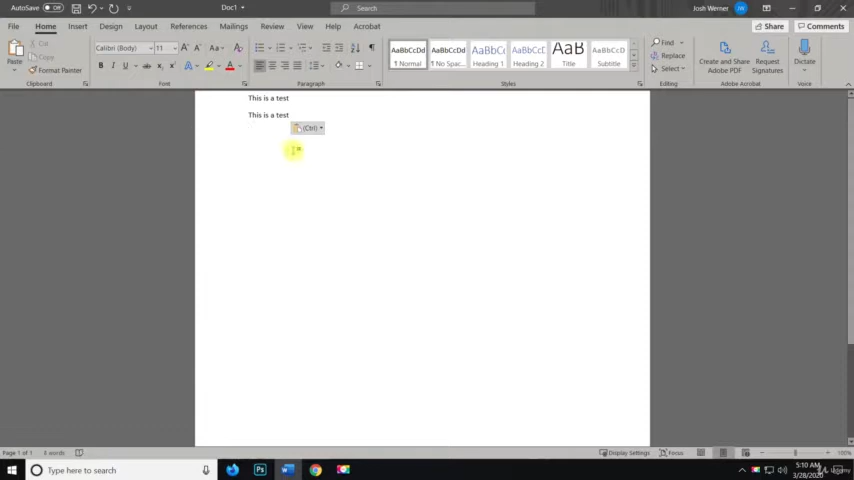 AutoSave Off Doc1 Search Josh Werner JW
File Home Insert Design Layout References Mailings Review View Help Acrobat Share Comments
Paste Cut Copy Format Painter
Calibri (Body) 11
AaBbCcDd ¶ Normal
AaBbCcDd ¶ No Spac...
AaBbCc Heading 1
AaBbCcC Heading 2
AaB Title
AaBbCcD Subtitle
Find Replace Select
Create and Share Adobe PDF
Request Signatures
Dictate
Clipboard Font Paragraph Styles Editing Adobe Acrobat Voice
This is a test
This is a test
(Ctrl)
Page 1 of 1 8 words Display Settings Focus 100%
Type here to search
5:10 AM
3/28/2020
Udemy